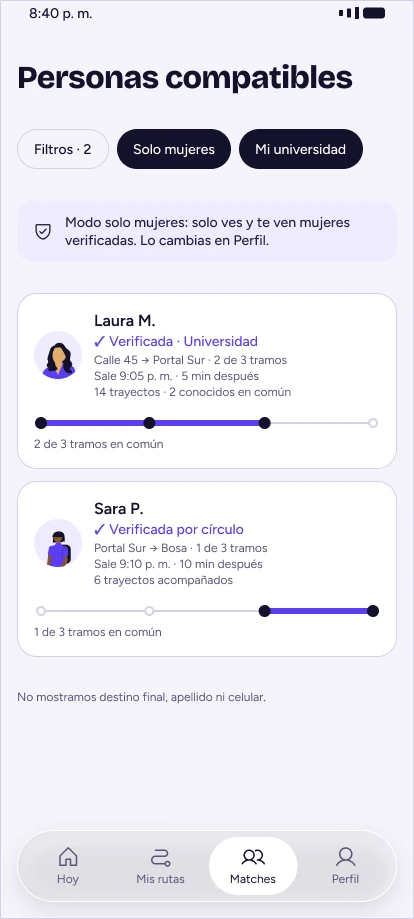 8:40 p. m.
Personas compatibles
Filtros · 2
Solo mujeres
Mi universidad
Modo solo mujeres: solo ves y te ven mujeres
verificadas. Lo cambias en Perfil.
Laura M.
✓ Verificada · Universidad
Calle 45 → Portal Sur · 2 de 3 tramos
Sale 9:05 p. m. · 5 min después
14 trayectos · 2 conocidos en común
2 de 3 tramos en común
Sara P.
✓ Verificada por círculo
Portal Sur → Bosa · 1 de 3 tramos
Sale 9:10 p. m. · 10 min después
6 trayectos acompañados
1 de 3 tramos en común
No mostramos destino final, apellido ni celular.
Hoy
Mis rutas
Matches
Perfil